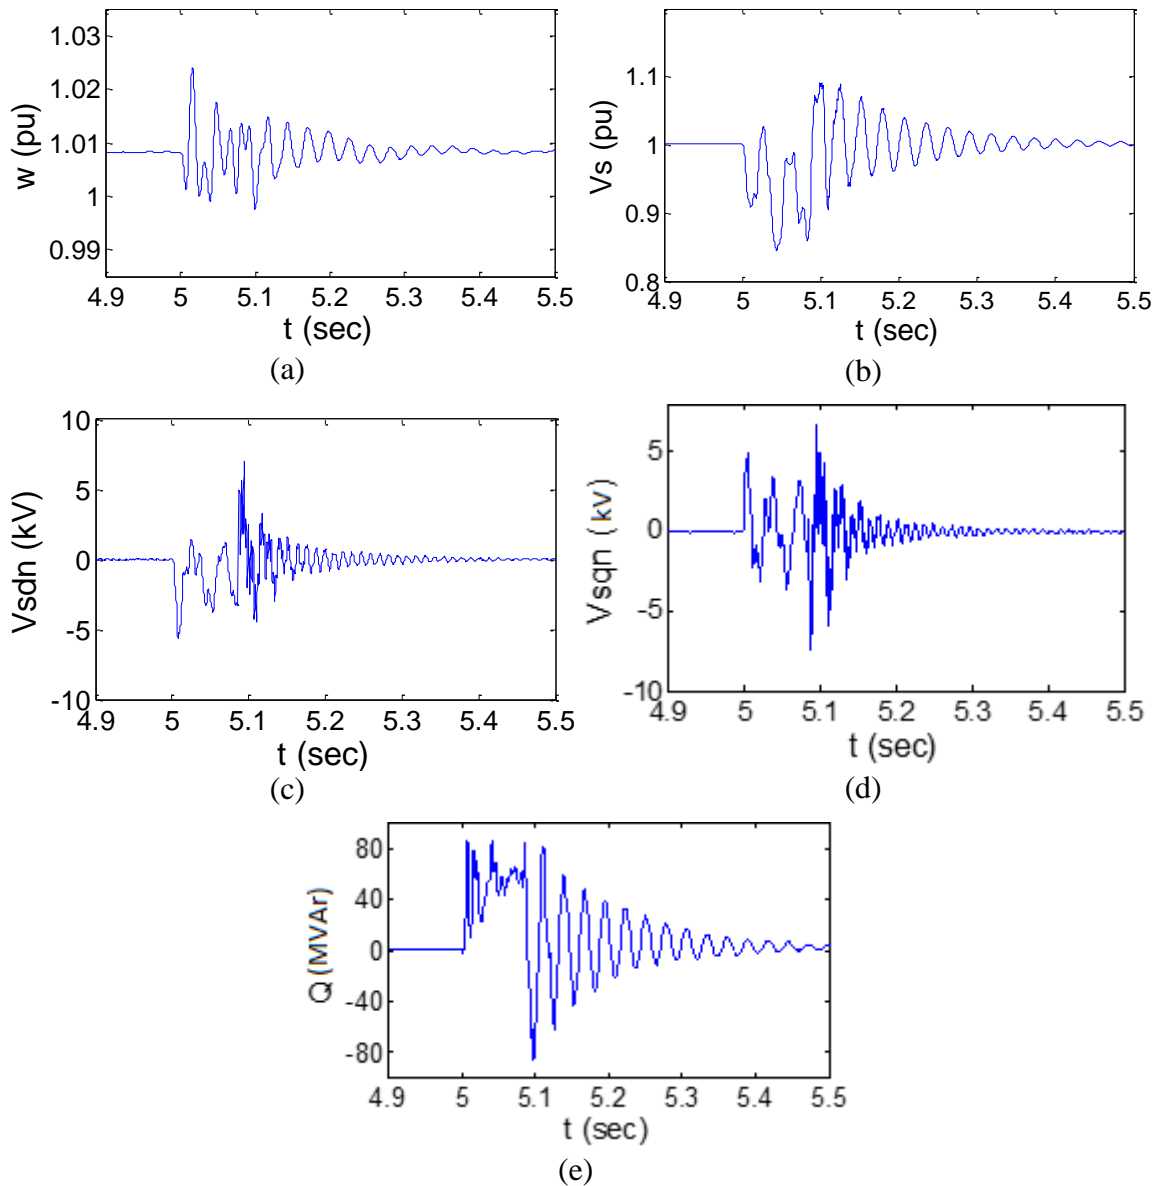 1.03
1.02
1.01
1
0.99
w (pu)
4.9 5 5.1 5.2 5.3 5.4 5.5
t (sec)
(a)
1.1
1
0.9
0.8
Vs (pu)
4.9 5 5.1 5.2 5.3 5.4 5.5
t (sec)
(b)
10
5
0
-5
-10
Vsdn (kV)
4.9 5 5.1 5.2 5.3 5.4 5.5
t (sec)
(c)
5
0
-5
-10
Vsqn ( kV)
4.9 5 5.1 5.2 5.3 5.4 5.5
t (sec)
(d)
80
40
0
-40
-80
Q (MVAr)
4.9 5 5.1 5.2 5.3 5.4 5.5
t (sec)
(e)